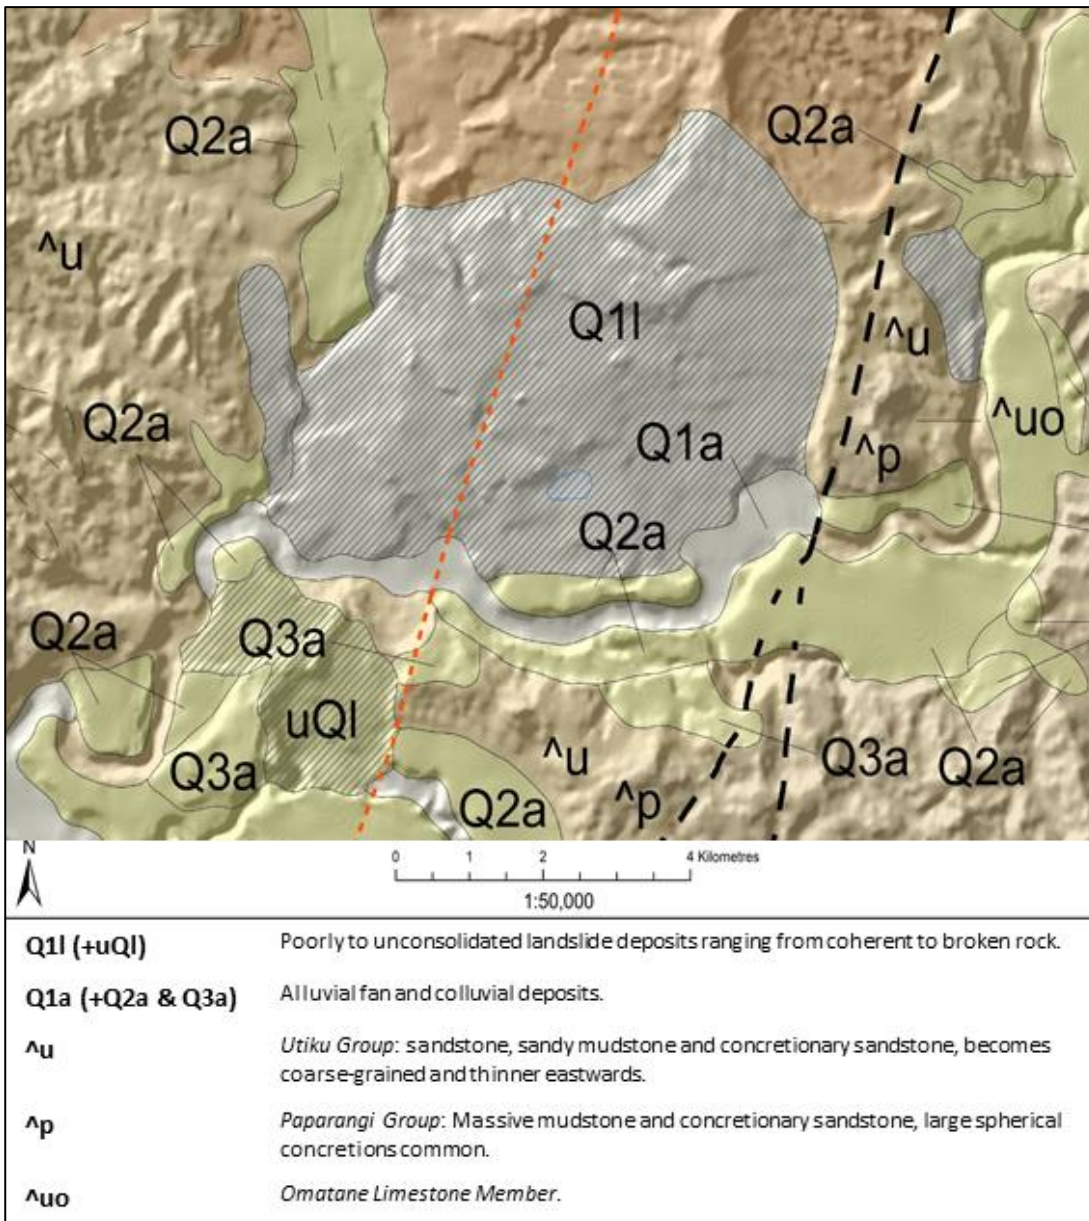 Q2a
Q2a
^u
Q1l
^u
Q2a
^uo
Q1a
^p
Q2a
Q2a
Q3a
uQl
^u
Q3a
Q3a
Q2a
^p
Q2a
N
0 1 2 4 Kilometres
1:50,000
Q1l (+uQl) Poorly to unconsolidated landslide deposits ranging from coherent to broken rock.
Q1a (+Q2a & Q3a) Alluvial fan and colluvial deposits.
^u Utiku Group: sandstone, sandy mudstone and concretionary sandstone, becomes
coarse-grained and thinner eastwards.
^p Paparangi Group: Massive mudstone and concretionary sandstone, large spherical
concretions common.
^uo Omatane Limestone Member.